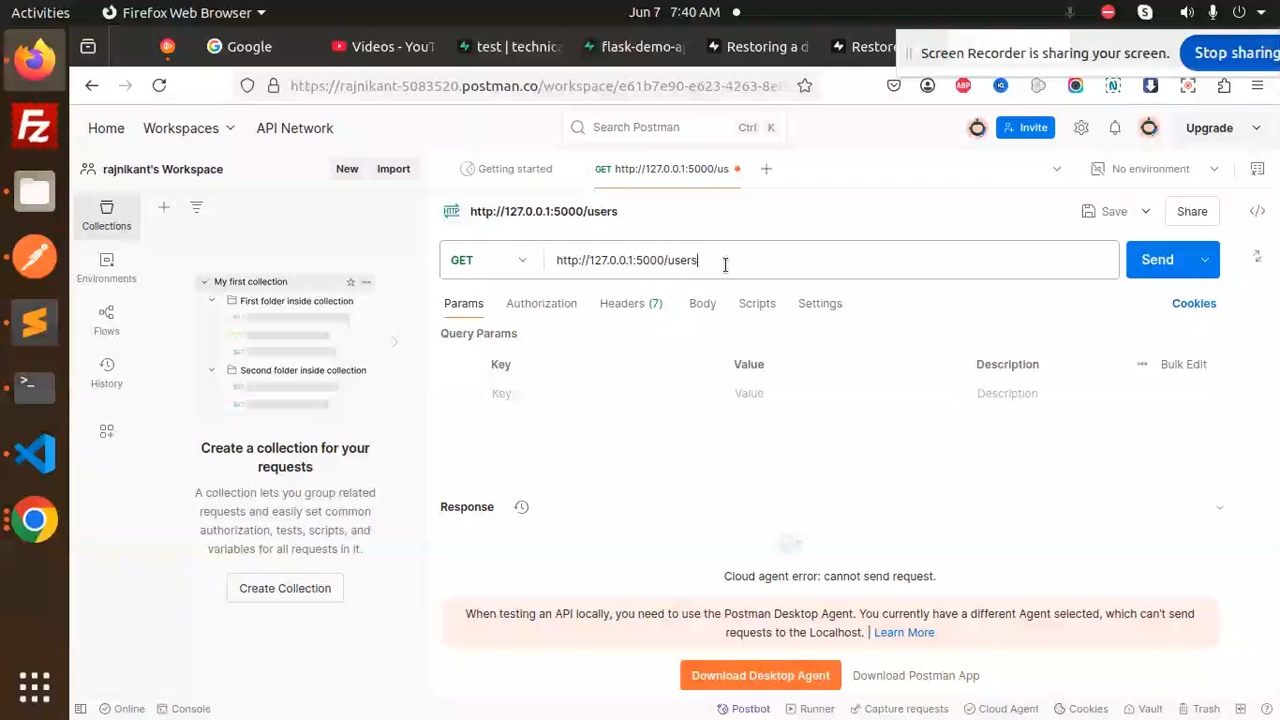 Activities
Firefox Web Browser
Jun 7 7:40 AM
Google
Videos - YouT
test | technica
flask-demo-a
Restoring a d
Restore
Screen Recorder is sharing your screen.
Stop sharing
https://rajnikant-5083520.postman.co/workspace/e61b7e90-e623-4263-8e
Home
Workspaces
API Network
Search Postman
Ctrl K
Invite
Upgrade
rajnikant's Workspace
New
Import
Getting started
GET http://127.0.0.1:5000/us
No environment
Collections
http://127.0.0.1:5000/users
Save
Share
Environments
GET
http://127.0.0.1:5000/users
Send
My first collection
First folder inside collection
Params
Authorization
Headers (7)
Body
Scripts
Settings
Cookies
Flows
Query Params
History
Second folder inside collection
Key
Value
Description
Bulk Edit
Key
Value
Description
Create a collection for your
requests
A collection lets you group related
requests and easily set common
authorization, tests, scripts, and
variables for all requests in it.
Create Collection
Response
Cloud agent error: cannot send request.
When testing an API locally, you need to use the Postman Desktop Agent. You currently have a different Agent selected, which can't send
requests to the Localhost. | Learn More
Download Desktop Agent
Download Postman App
Online
Console
Postbot
Runner
Capture requests
Cloud Agent
Cookies
Vault
Trash